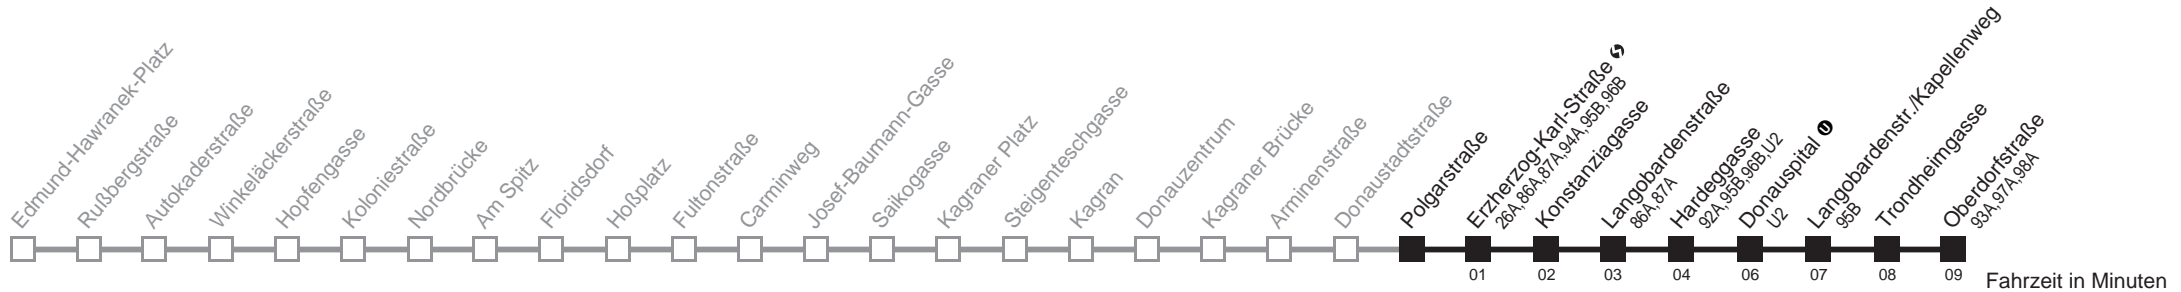 Edmund-Hawranek-Platz
Rußbergstraße
Autokaderstraße
Winkeläckerstraße
Hopfengasse
Koloniestraße
Nordbrücke
Am Spitz
Floridsdorf
Hoßplatz
Fultonstraße
Carminweg
Josef-Baumann-Gasse
Saikogasse
Kagraner Platz
Steigenteschgasse
Kagran
Donauzentrum
Kagraner Brücke
Arminenstraße
Donaustadtstraße
Polgarstraße
Erzherzog-Karl-Straße S
26A,86A,87A,94A,95B,96B
Konstanziagasse
Langobardenstraße
86A,87A
Hardeggasse
92A,95B,96B,U2
Donauspital U
U2
Langobardenstr./Kapellenweg
95B
Trondheimgasse
Oberdorfstraße
93A,97A,98A
01 02 03 04 06 07 08 09
Fahrzeit in Minuten